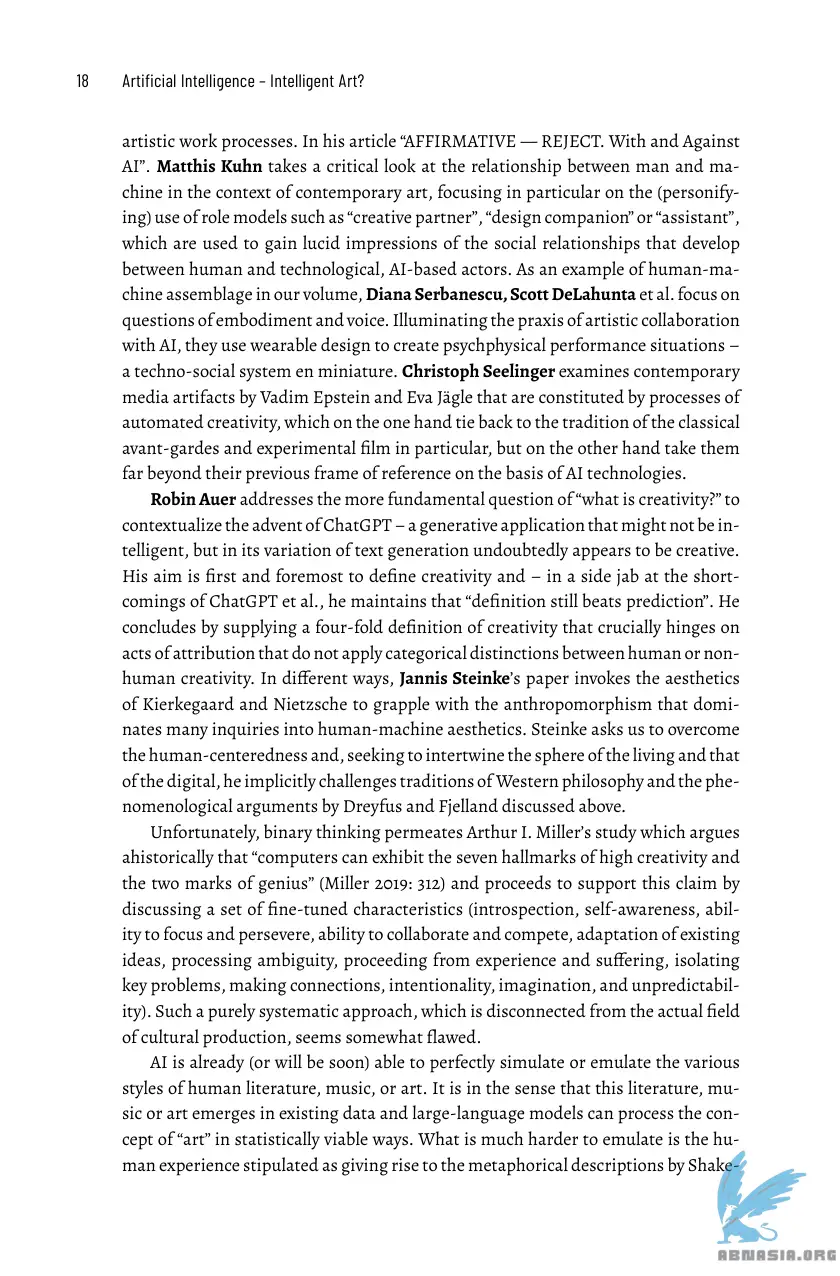 18 Artificial Intelligence – Intelligent Art?
artistic work processes. In his article “AFFIRMATIVE — REJECT. With and Against
AI”. Matthis Kuhn takes a critical look at the relationship between man and ma-
chine in the context of contemporary art, focusing in particular on the (personify-
ing) use of role models such as “creative partner”, “design companion” or “assistant”,
which are used to gain lucid impressions of the social relationships that develop
between human and technological, AI-based actors. As an example of human-ma-
chine assemblage in our volume, Diana Serbanescu, Scott DeLahunta et al. focus on
questions of embodiment and voice. Illuminating the praxis of artistic collaboration
with AI, they use wearable design to create psychphysical performance situations –
a techno-social system en miniature. Christoph Seelinger examines contemporary
media artifacts by Vadim Epstein and Eva Jägle that are constituted by processes of
automated creativity, which on the one hand tie back to the tradition of the classical
avant-gardes and experimental film in particular, but on the other hand take them
far beyond their previous frame of reference on the basis of AI technologies.
Robin Auer addresses the more fundamental question of “what is creativity?” to
contextualize the advent of ChatGPT – a generative application that might not be in-
telligent, but in its variation of text generation undoubtedly appears to be creative.
His aim is first and foremost to define creativity and – in a side jab at the short-
comings of ChatGPT et al., he maintains that “definition still beats prediction”. He
concludes by supplying a four-fold definition of creativity that crucially hinges on
acts of attribution that do not apply categorical distinctions between human or non-
human creativity. In different ways, Jannis Steinke’s paper invokes the aesthetics
of Kierkegaard and Nietzsche to grapple with the anthropomorphism that domi-
nates many inquiries into human-machine aesthetics. Steinke asks us to overcome
the human-centeredness and, seeking to intertwine the sphere of the living and that
of the digital, he implicitly challenges traditions of Western philosophy and the phe-
nomenological arguments by Dreyfus and Fjelland discussed above.
Unfortunately, binary thinking permeates Arthur I. Miller’s study which argues
ahistorically that “computers can exhibit the seven hallmarks of high creativity and
the two marks of genius” (Miller 2019: 312) and proceeds to support this claim by
discussing a set of fine-tuned characteristics (introspection, self-awareness, abil-
ity to focus and persevere, ability to collaborate and compete, adaptation of existing
ideas, processing ambiguity, proceeding from experience and suffering, isolating
key problems, making connections, intentionality, imagination, and unpredictabil-
ity). Such a purely systematic approach, which is disconnected from the actual field
of cultural production, seems somewhat flawed.
AI is already (or will be soon) able to perfectly simulate or emulate the various
styles of human literature, music, or art. It is in the sense that this literature, mu-
sic or art emerges in existing data and large-language models can process the con-
cept of “art” in statistically viable ways. What is much harder to emulate is the hu-
man experience stipulated as giving rise to the metaphorical descriptions by Shake-
ABNASIA.ORG